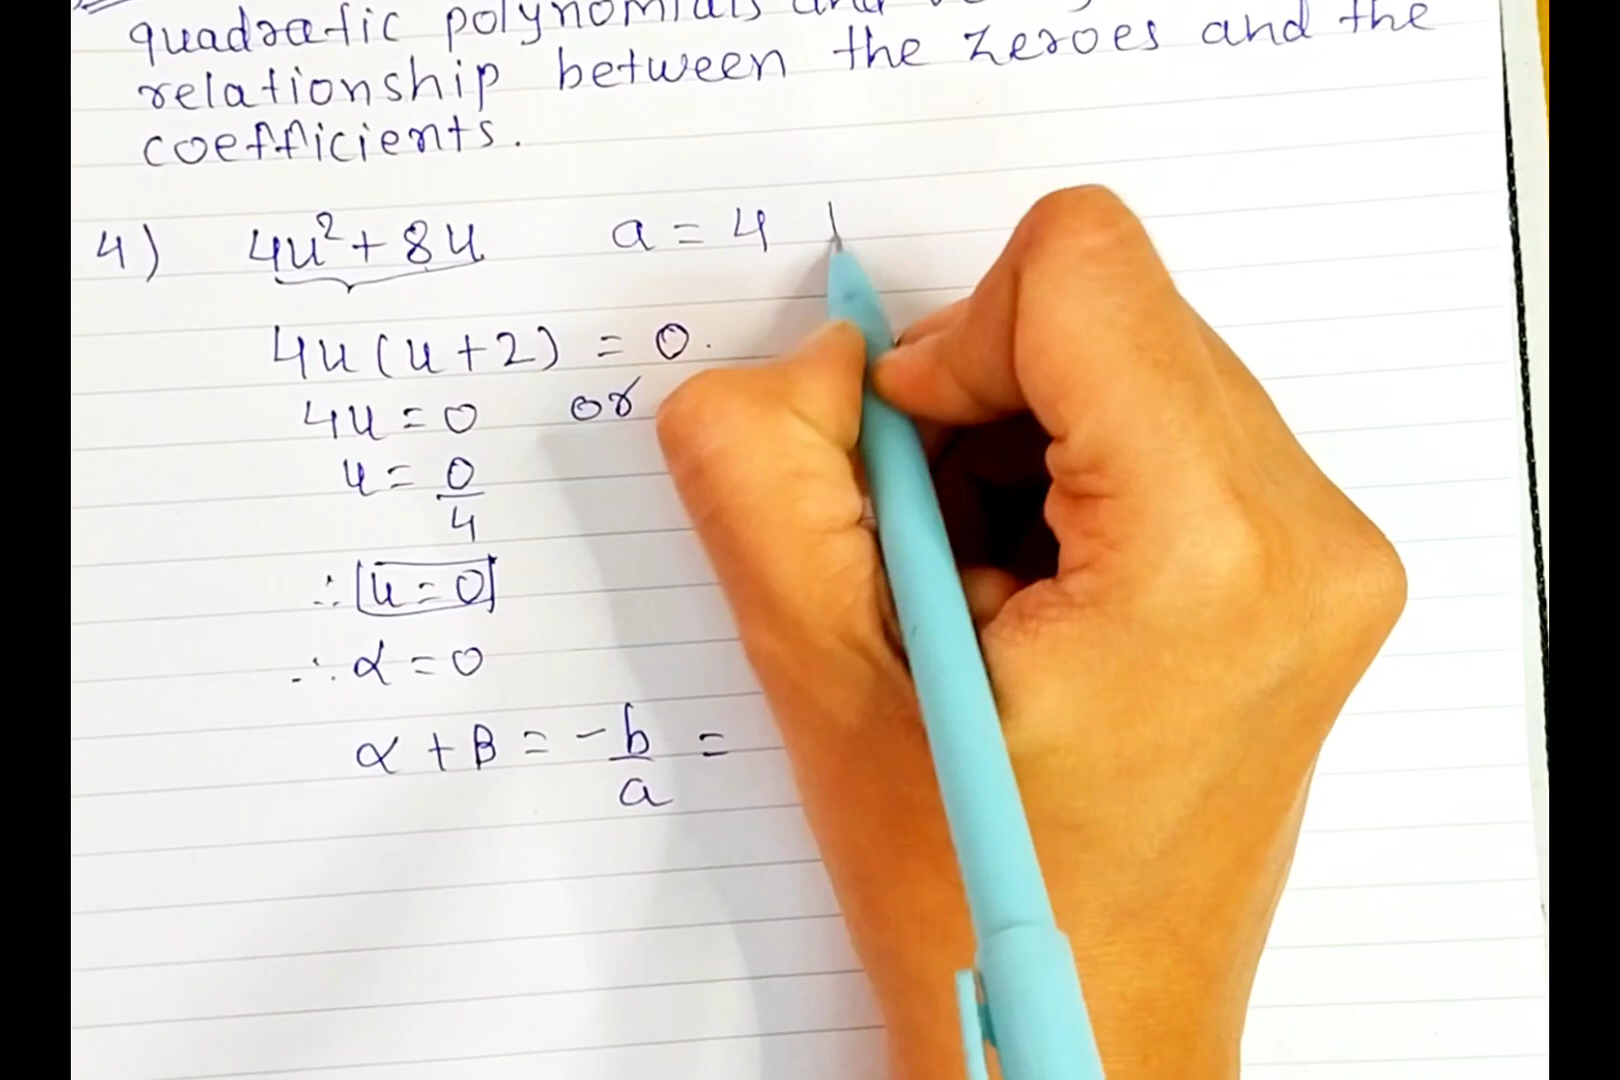 quadratic polynomials and
relationship between the zeroes and the
coefficients.
4) 4u² + 8u a = 4
4u(u+2) = 0.
4u = 0 or
u = 0/4
∴ u = 0
∴ α = 0
α + β = -b/a =